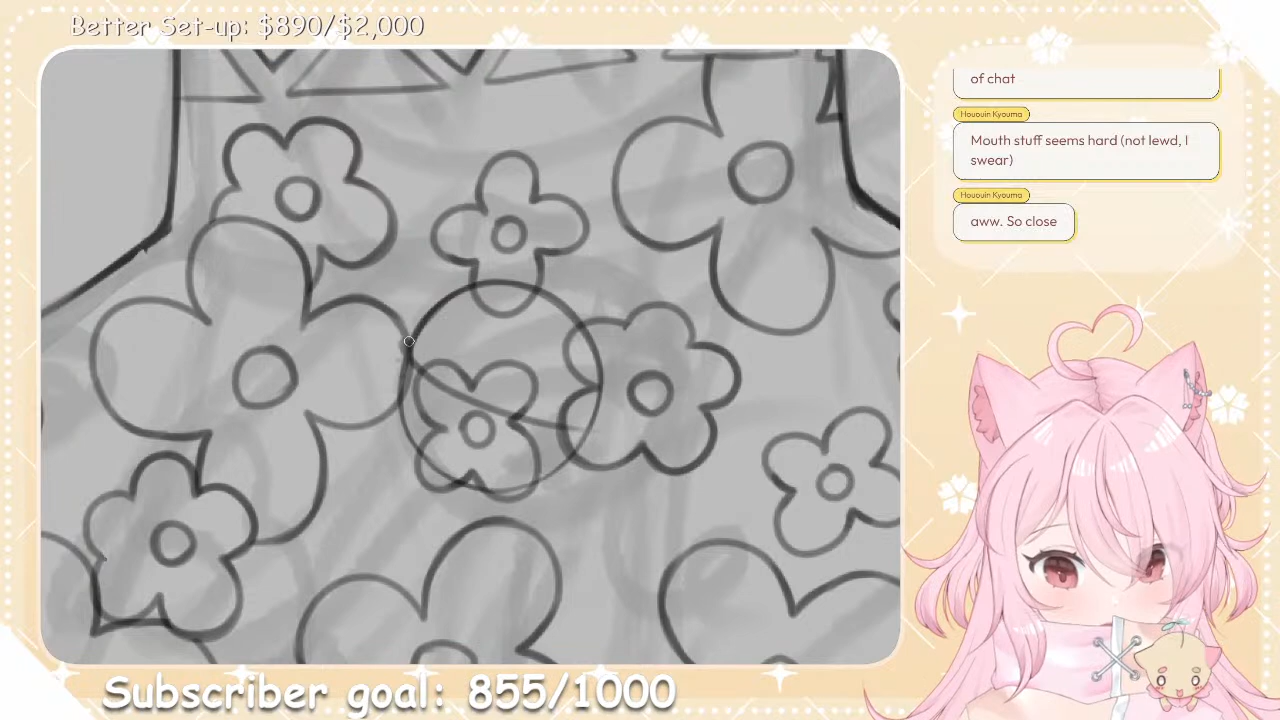 Better Set-up: $890/$2,000
of chat
Hououin Kyouma
Mouth stuff seems hard (not lewd, I
swear)
Hououin Kyouma
aww. So close
Subscriber goal: 855/1000